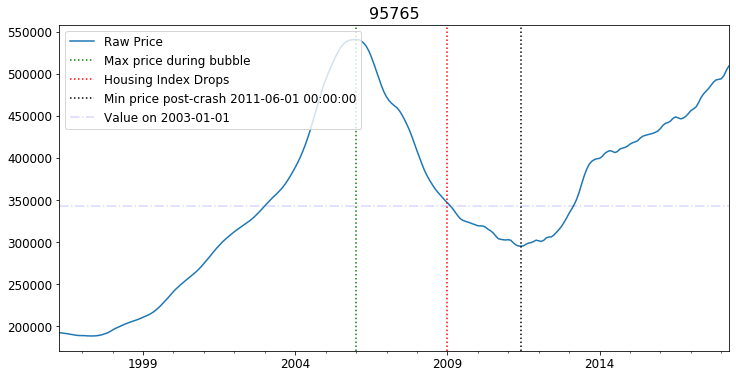 95765
Raw Price
Max price during bubble
Housing Index Drops
Min price post-crash 2011-06-01 00:00:00
Value on 2003-01-01
550000
500000
450000
400000
350000
300000
250000
200000
1999 2004 2009 2014